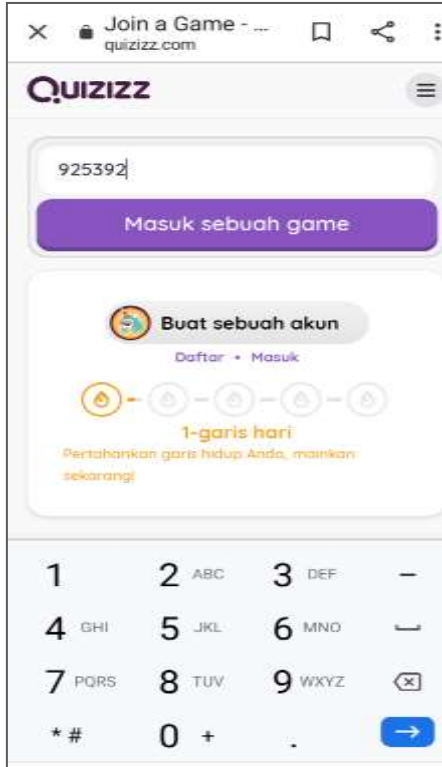 Join a Game - ...
quizizz.com
QUIZIZZ
925392
Masuk sebuah game
Buat sebuah akun
Daftar • Masuk
1-garis hari
Pertahankan garis hidup Anda, mainkan
sekarang!
1 2 ABC 3 DEF –
4 GHI 5 JKL 6 MNO
7 PQRS 8 TUV 9 WXYZ
* # 0 + .